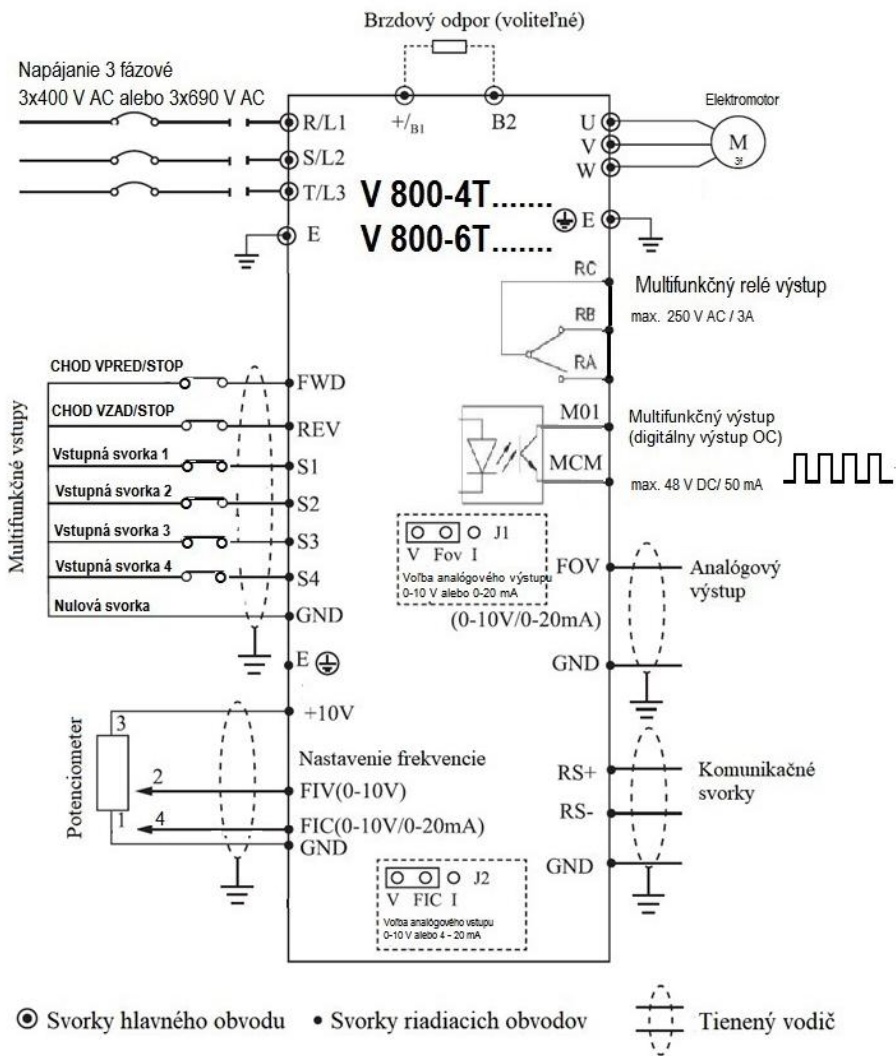 Brzdový odpor (voliteľné)
Napájanie 3 fázové
3x400 V AC alebo 3x690 V AC
Elektromotor
R/L1
+/B1
B2
U
V
W
M
3f
S/L2
T/L3
V 800-4T.......
E
V 800-6T.......
E
RC
Multifunkčný relé výstup
RB
max. 250 V AC / 3A
RA
Multifunkčné vstupy
CHOD VPRED/STOP
FWD
CHOD VZAD/STOP
REV
Vstupná svorka 1
S1
Vstupná svorka 2
S2
Vstupná svorka 3
S3
Vstupná svorka 4
S4
Nulová svorka
GND
E
M01
Multifunkčný výstup
(digitálny výstup OC)
MCM
max. 48 V DC/ 50 mA
J1
V Fov I
Voľba analógového výstupu
0-10 V alebo 0-20 mA
FOV
Analógový
výstup
(0-10V/0-20mA)
GND
Potenciometer
3
+10V
Nastavenie frekvencie
2
FIV(0-10V)
1
4
FIC(0-10V/0-20mA)
GND
RS+
Komunikačné
svorky
RS-
GND
J2
V FIC I
Voľba analógového vstupu
0-10 V alebo 4 - 20 mA
Svorky hlavného obvodu
Svorky riadiacich obvodov
Tienený vodič